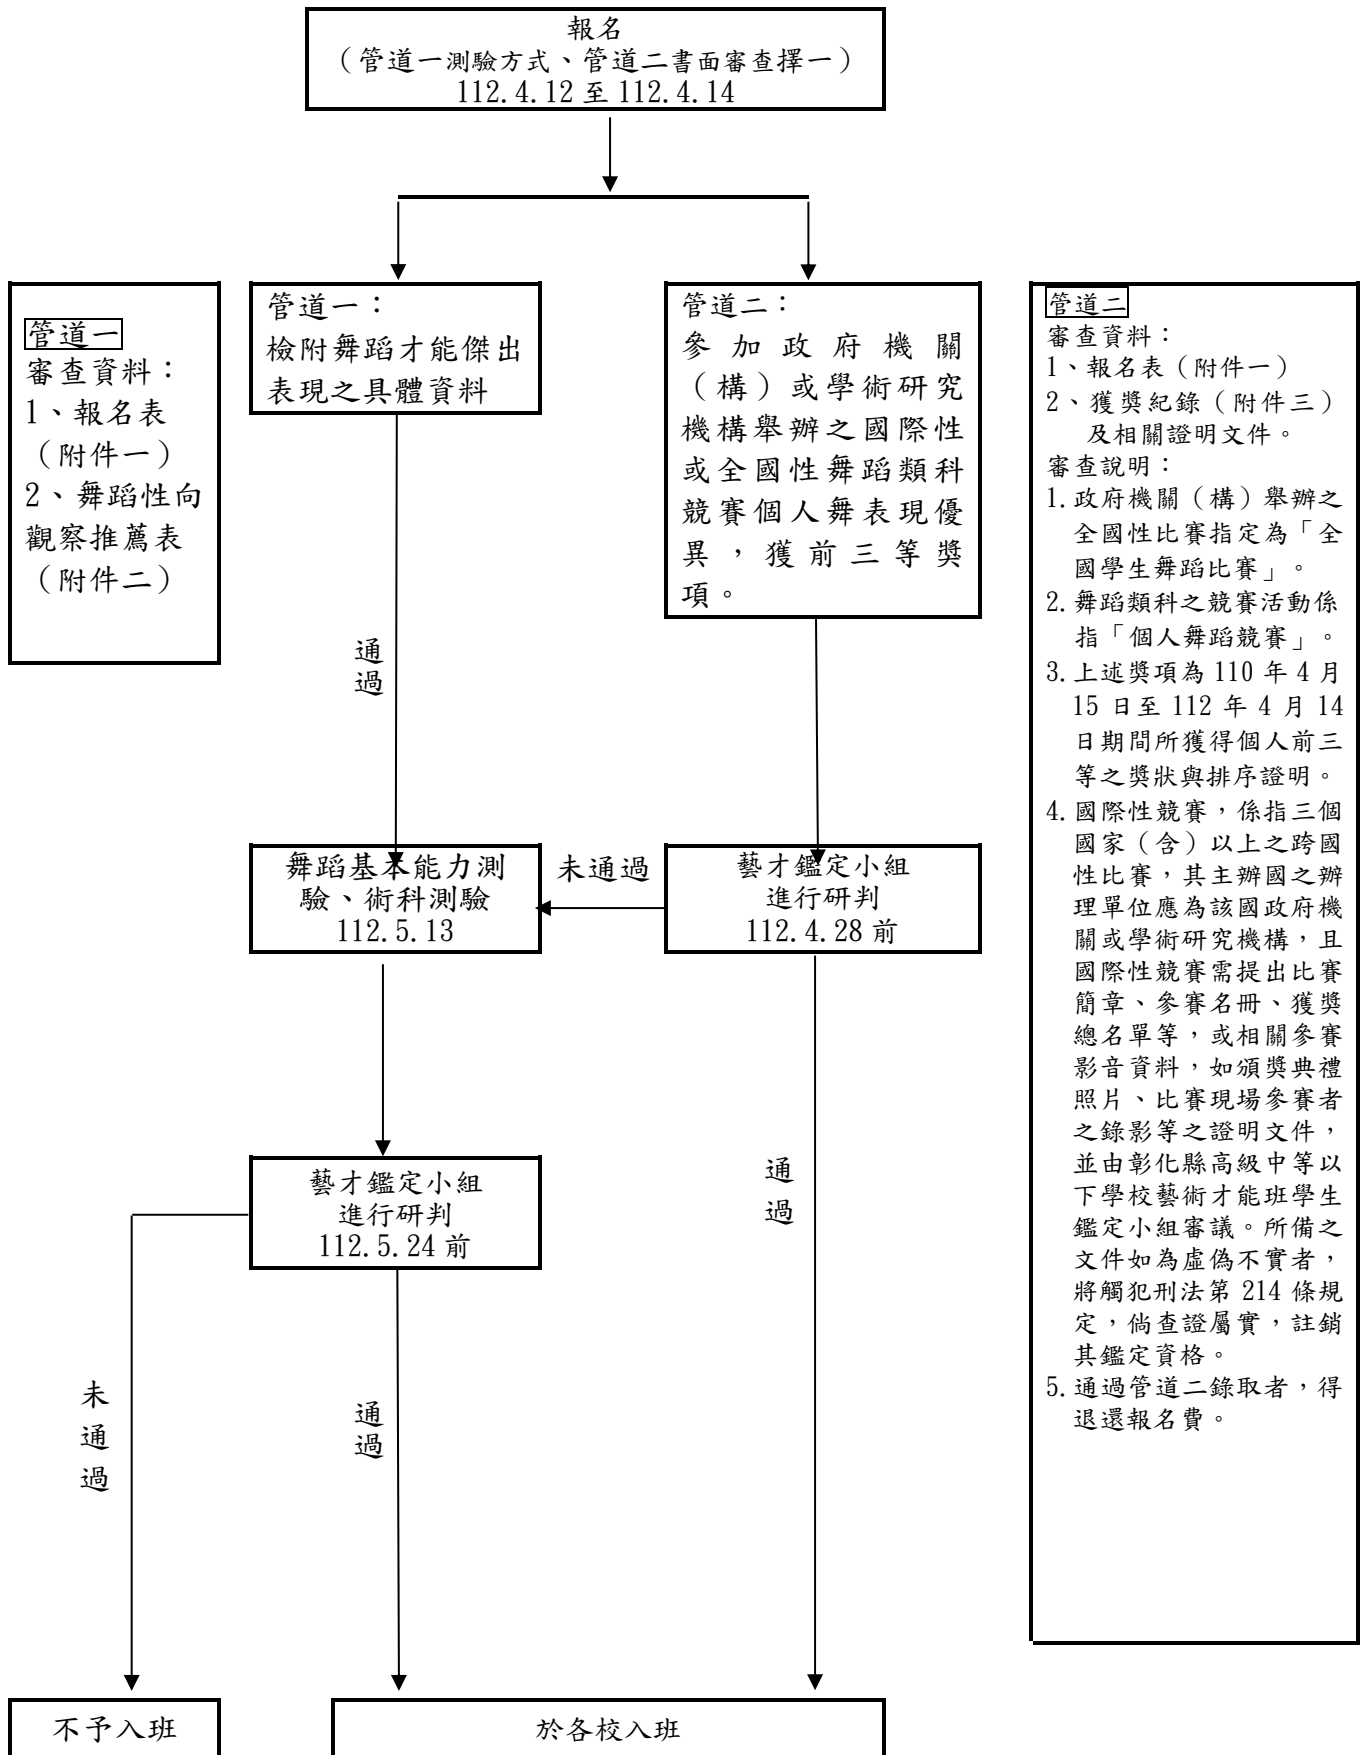 報名
（管道一測驗方式、管道二書面審查擇一）
112.4.12 至 112.4.14
管道一
審查資料：
1、報名表
（附件一）
2、舞蹈性向
觀察推薦表
（附件二）
管道一：
檢附舞蹈才能傑出
表現之具體資料
管道二：
參加政府機關
（構）或學術研究
機構舉辦之國際性
或全國性舞蹈類科
競賽個人舞表現優
異，獲前三等獎
項。
管道二
審查資料：
1、報名表（附件一）
2、獲獎紀錄（附件三）
及相關證明文件。
審查說明：
1.政府機關（構）舉辦之
全國性比賽指定為「全
國學生舞蹈比賽」。
2.舞蹈類科之競賽活動係
指「個人舞蹈競賽」。
3.上述獎項為 110 年 4 月
15 日至 112 年 4 月 14
日期間所獲得個人前三
等之獎狀與排序證明。
4.國際性競賽，係指三個
國家（含）以上之跨國
性比賽，其主辦國之辦
理單位應為該國政府機
關或學術研究機構，且
國際性競賽需提出比賽
簡章、參賽名冊、獲獎
總名單等，或相關參賽
影音資料，如頒獎典禮
照片、比賽現場參賽者
之錄影等之證明文件，
並由彰化縣高級中等以
下學校藝術才能班學生
鑑定小組審議。所備之
文件如為虛偽不實者，
將觸犯刑法第 214 條規
定，倘查證屬實，註銷
其鑑定資格。
5.通過管道二錄取者，得
退還報名費。
通過
舞蹈基本能力測
驗、術科測驗
112.5.13
未通過
藝才鑑定小組
進行研判
112.4.28 前
藝才鑑定小組
進行研判
112.5.24 前
通過
未通過
通過
不予入班
於各校入班